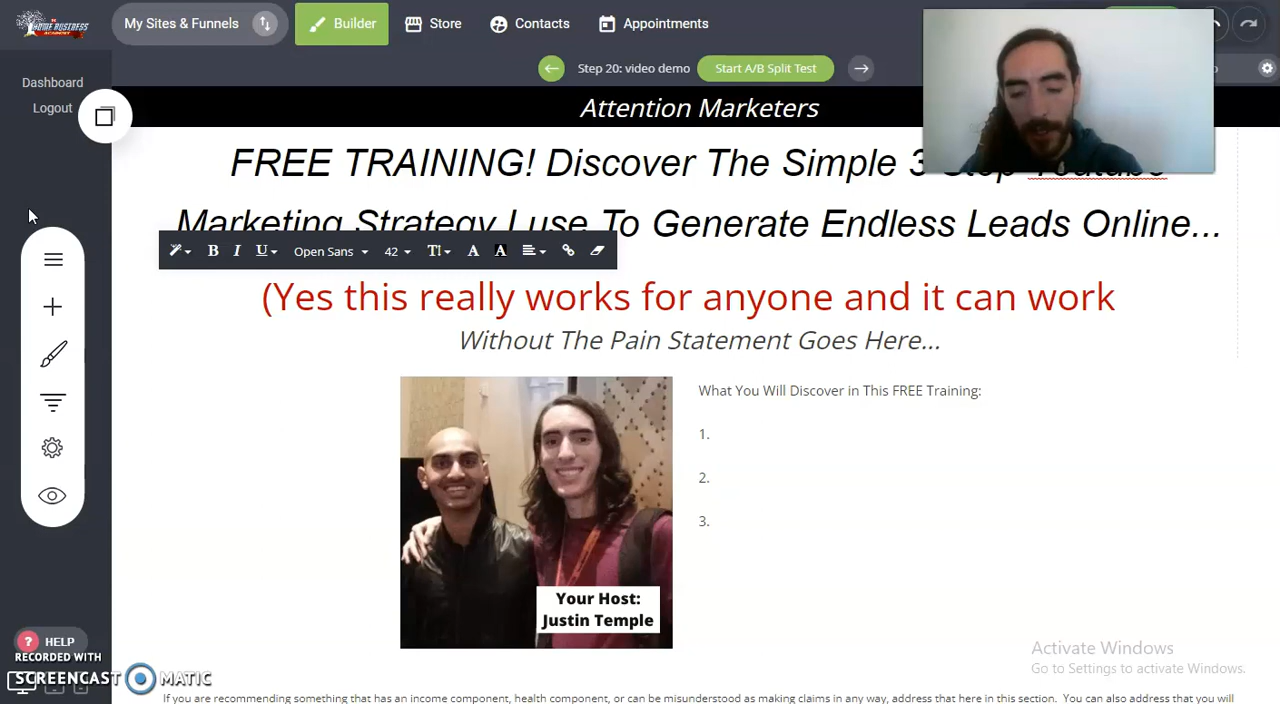 HOME BUSINESS
ACADEMY
My Sites & Funnels
Builder
Store
Contacts
Appointments
Dashboard
Logout
Step 20: video demo
Start A/B Split Test
Attention Marketers
FREE TRAINING! Discover The Simple 3 Step Youtube
Marketing Strategy I use To Generate Endless Leads Online...
B I U Open Sans 42 TI A A
(Yes this really works for anyone and it can work
Without The Pain Statement Goes Here...
What You Will Discover in This FREE Training:
1.
2.
3.
Your Host:
Justin Temple
? HELP
RECORDED WITH
SCREENCAST MATIC
Activate Windows
Go to Settings to activate Windows.
If you are recommending something that has an income component, health component, or can be misunderstood as making claims in any way, address that here in this section. You can also address that you will